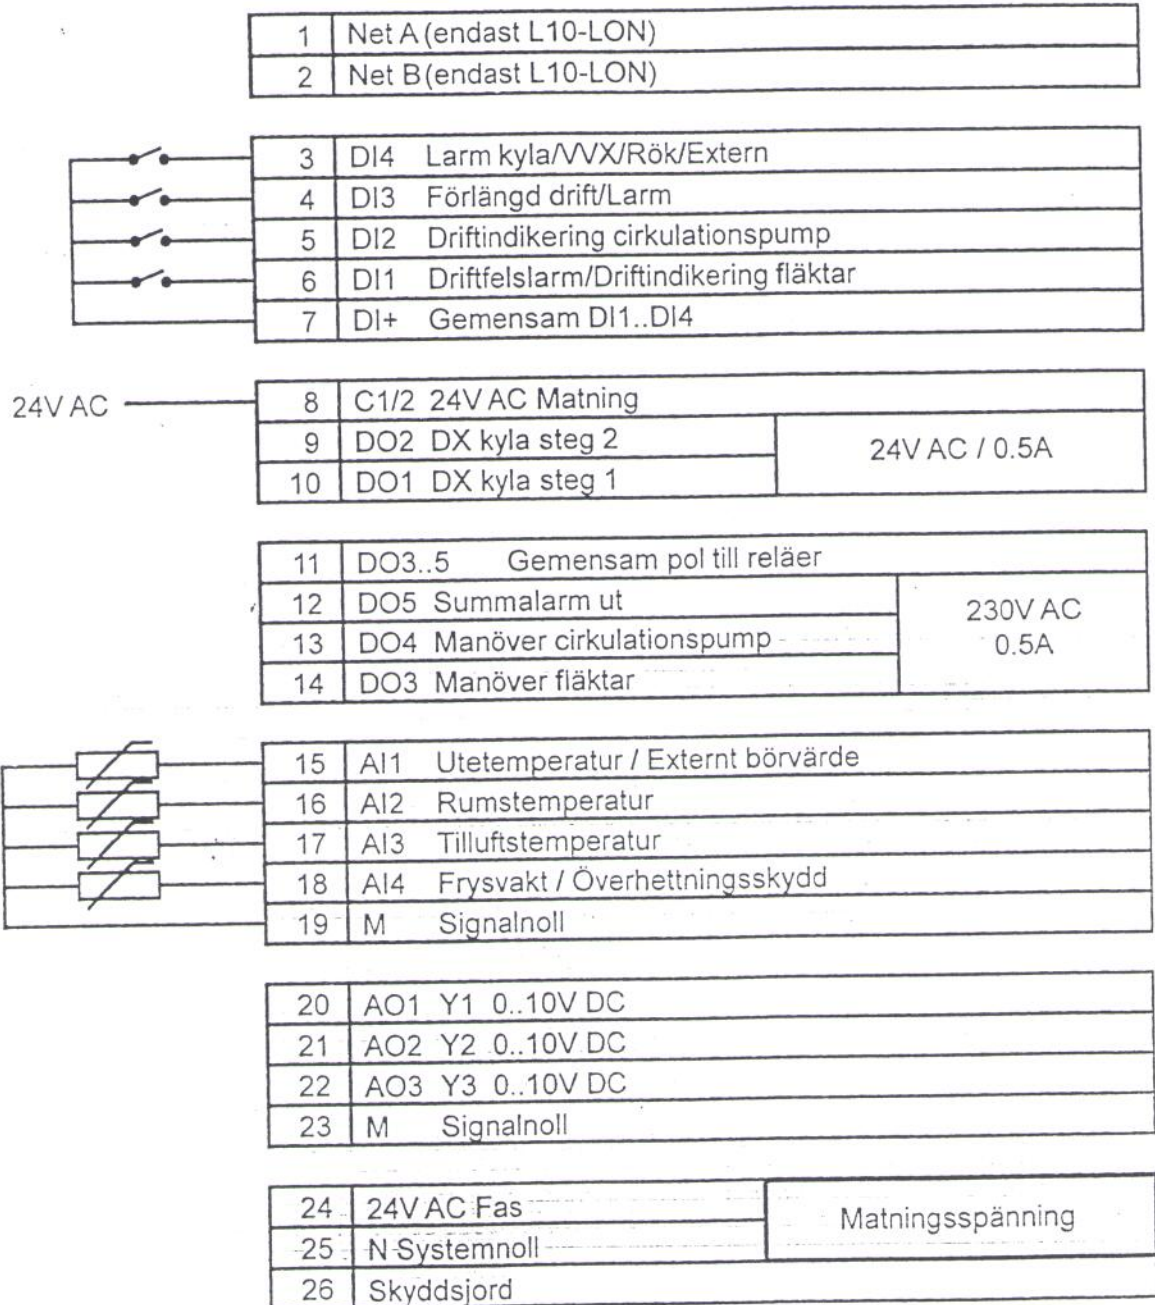 1 Net A (endast L10-LON)
2 Net B (endast L10-LON)
3 DI4 Larm kyla/VVX/Rök/Extern
4 DI3 Förlängd drift/Larm
5 DI2 Driftindikering cirkulationspump
6 DI1 Driftfelslarm/Driftindikering fläktar
7 DI+ Gemensam DI1..DI4
24V AC
8 C1/2 24V AC Matning
9 DO2 DX kyla steg 2
10 DO1 DX kyla steg 1
24V AC / 0.5A
11 DO3..5 Gemensam pol till reläer
12 DO5 Summalarm ut
13 DO4 Manöver cirkulationspump
14 DO3 Manöver fläktar
230V AC
0.5A
15 AI1 Utetemperatur / Externt börvärde
16 AI2 Rumstemperatur
17 AI3 Tilluftstemperatur
18 AI4 Frysvakt / Överhettningsskydd
19 M Signalnoll
20 AO1 Y1 0..10V DC
21 AO2 Y2 0..10V DC
22 AO3 Y3 0..10V DC
23 M Signalnoll
24 24V AC Fas
25 N Systemnoll
Matningsspänning
26 Skyddsjord